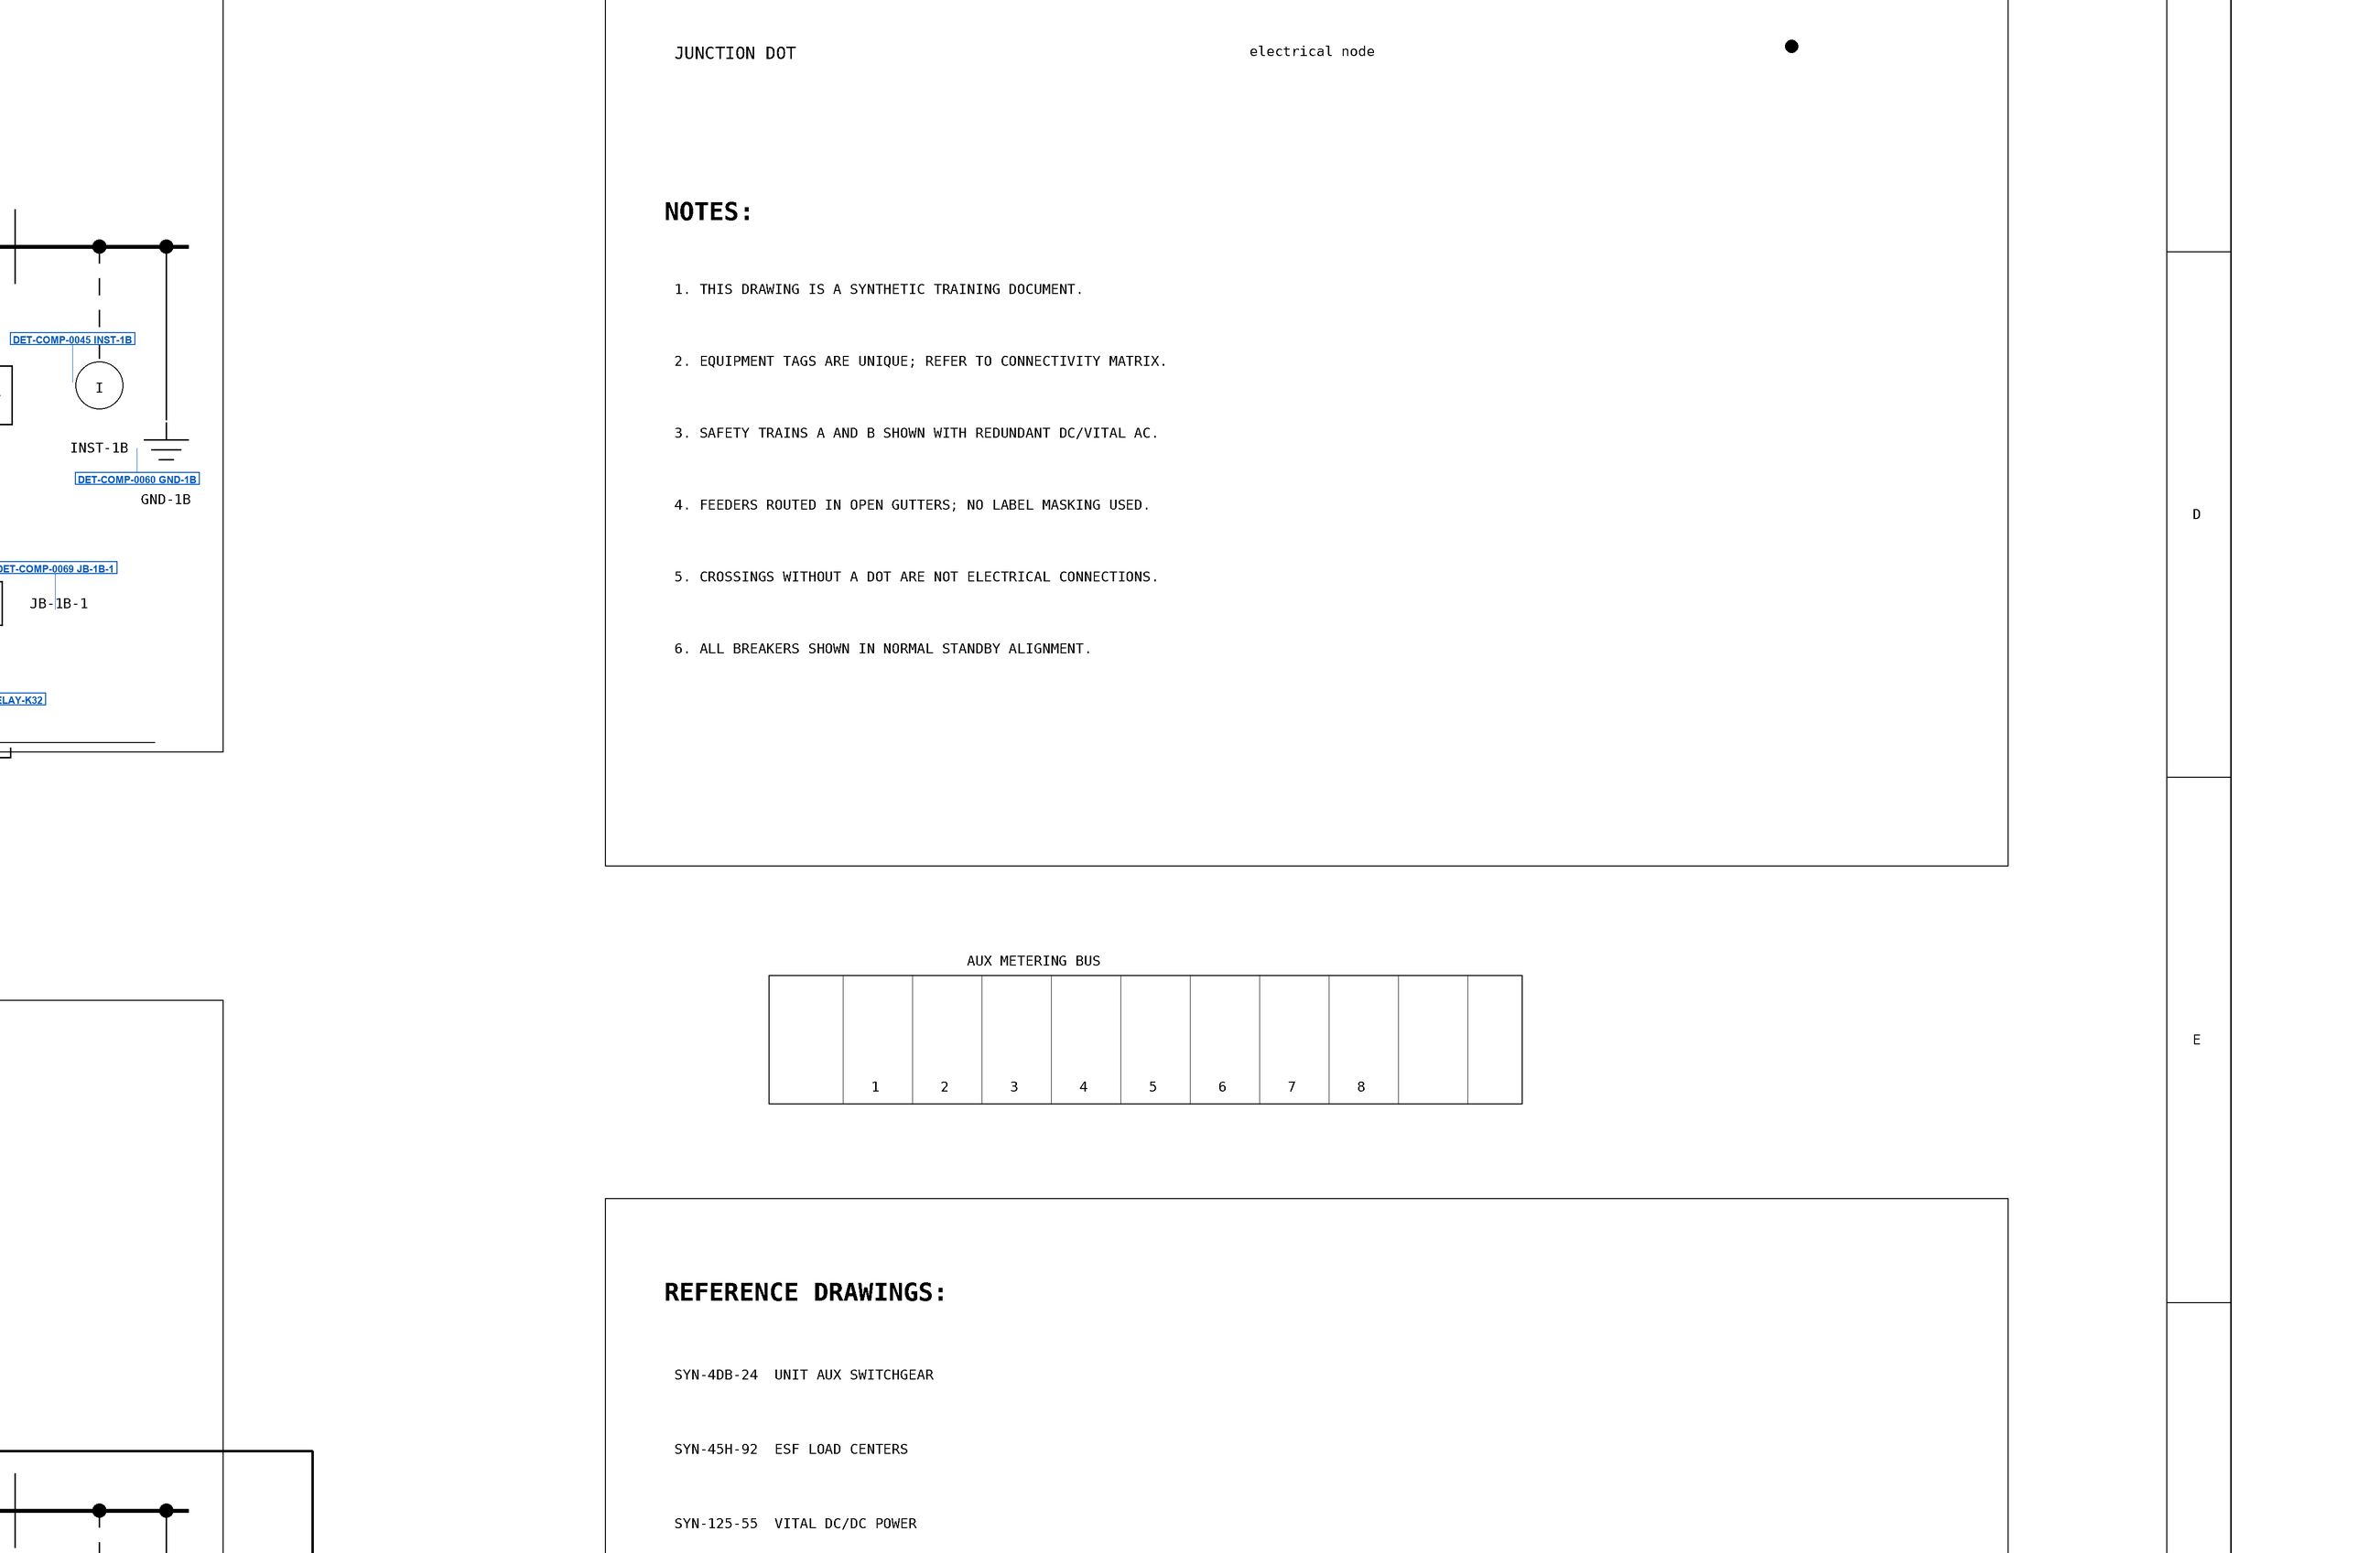 JUNCTION DOT electrical node
NOTES:
1. THIS DRAWING IS A SYNTHETIC TRAINING DOCUMENT.
2. EQUIPMENT TAGS ARE UNIQUE; REFER TO CONNECTIVITY MATRIX.
3. SAFETY TRAINS A AND B SHOWN WITH REDUNDANT DC/VITAL AC.
4. FEEDERS ROUTED IN OPEN GUTTERS; NO LABEL MASKING USED.
5. CROSSINGS WITHOUT A DOT ARE NOT ELECTRICAL CONNECTIONS.
6. ALL BREAKERS SHOWN IN NORMAL STANDBY ALIGNMENT.
DET-COMP-0045 INST-1B
I
INST-1B
DET-COMP-0060 GND-1B
GND-1B
DET-COMP-0069 JB-1B-1
JB-1B-1
ELAY-K32
D
AUX METERING BUS
1 2 3 4 5 6 7 8
E
REFERENCE DRAWINGS:
SYN-4DB-24 UNIT AUX SWITCHGEAR
SYN-45H-92 ESF LOAD CENTERS
SYN-125-55 VITAL DC/DC POWER